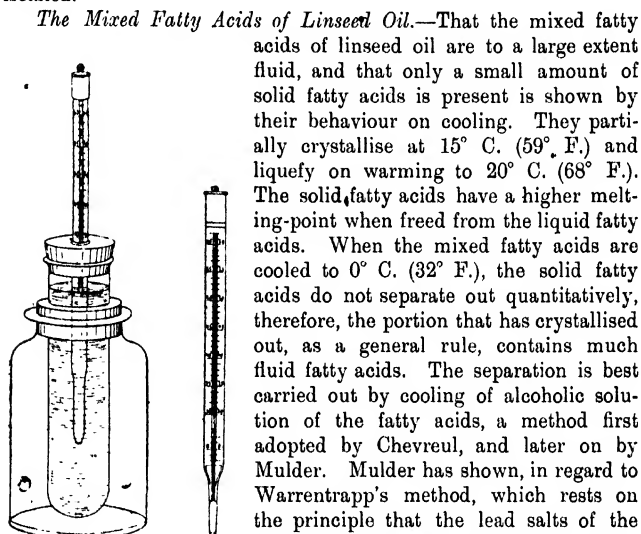 The Mixed Fatty Acids of Linseed Oil.—That the mixed fatty
acids of linseed oil are to a large extent
fluid, and that only a small amount of
solid fatty acids is present is shown by
their behaviour on cooling. They parti-
ally crystallise at 15° C. (59° F.) and
liquefy on warming to 20° C. (68° F.).
The solid fatty acids have a higher melt-
ing-point when freed from the liquid fatty
acids. When the mixed fatty acids are
cooled to 0° C. (32° F.), the solid fatty
acids do not separate out quantitatively,
therefore, the portion that has crystallised
out, as a general rule, contains much
fluid fatty acids. The separation is best
carried out by cooling of alcoholic solu-
tion of the fatty acids, a method first
adopted by Chevreul, and later on by
Mulder. Mulder has shown, in regard to
Warrentrapp's method, which rests on
the principle that the lead salts of the